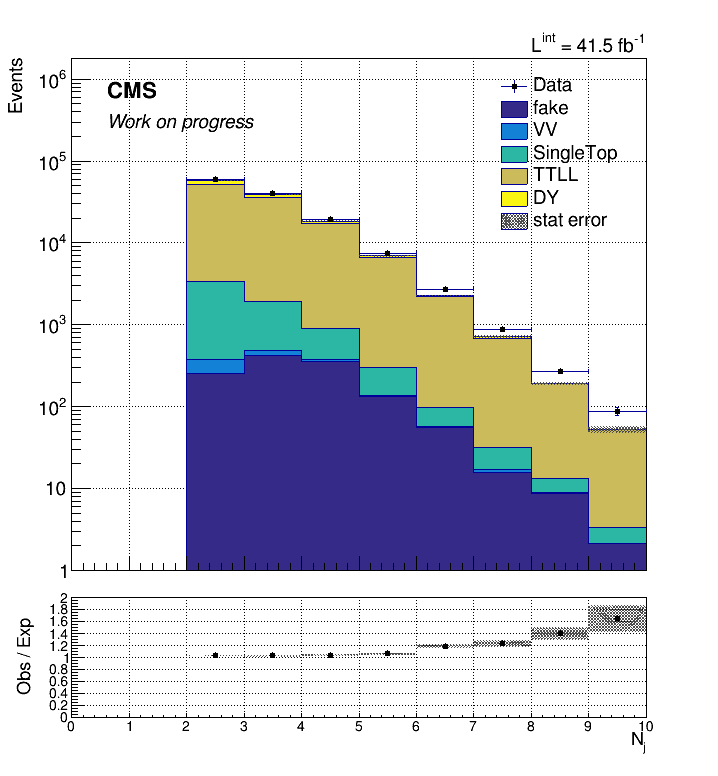 L^int = 41.5 fb^-1
Events
10^6
10^5
10^4
10^3
10^2
10
1
CMS
Work on progress
Data
fake
VV
SingleTop
TTLL
DY
stat error
Obs / Exp
2
1.8
1.6
1.4
1.2
1
0.8
0.6
0.4
0.2
0
0 1 2 3 4 5 6 7 8 9 10
N_j